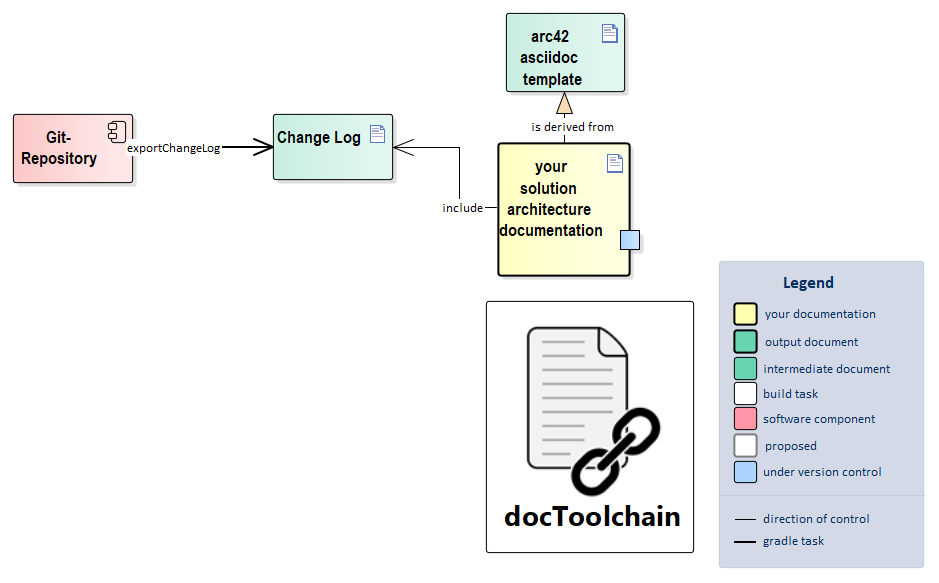 arc42
asciidoc
template
is derived from
Git-
Repository
exportChangeLog
Change Log
your
solution
architecture
documentation
include
docToolchain
Legend
your documentation
output document
intermediate document
build task
software component
proposed
under version control
direction of control
gradle task